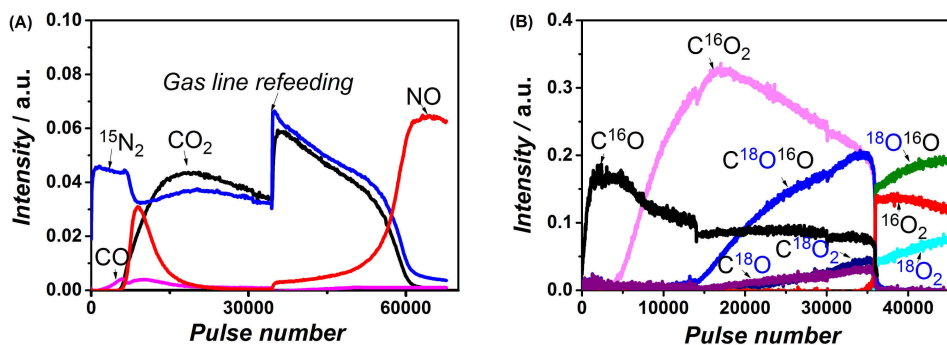 (A)
Intensity / a.u.
0.10
0.08
0.06
0.04
0.02
0.00
Gas line refeeding
NO
¹⁵N₂
CO₂
CO
0
30000
60000
Pulse number
(B)
Intensity / a.u.
0.4
0.3
0.2
0.1
0.0
C¹⁶O₂
C¹⁶O
C¹⁸O¹⁶O
¹⁸O¹⁶O
¹⁶O₂
C¹⁸O₂
C¹⁸O
¹⁸O₂
0
10000
20000
30000
40000
Pulse number